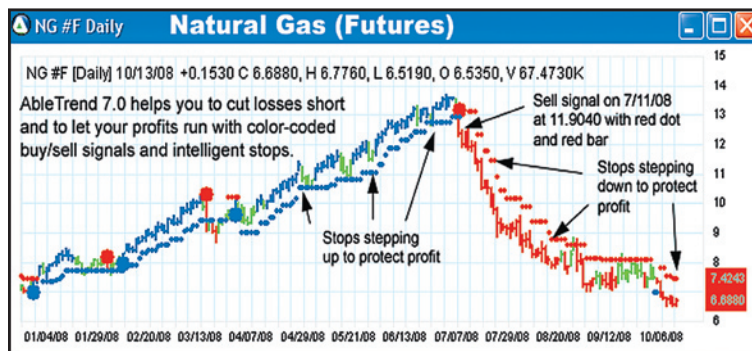 NG #F Daily
Natural Gas (Futures)
NG #F [Daily] 10/13/08 +0.1530 C 6.6880, H 6.7760, L 6.5190, O 6.5350, V 67.4730K
AbleTrend 7.0 helps you to cut losses short
and to let your profits run with color-coded
buy/sell signals and intelligent stops.
Sell signal on 7/11/08
at 11.9040 with red dot
and red bar
Stops stepping
down to protect
profit
Stops stepping
up to protect profit
15
14
13
12
11
10
9
8
7.4243
6.6880
6
01/04/08 01/29/08 02/20/08 03/13/08 04/07/08 04/29/08 05/21/08 06/13/08 07/07/08 07/29/08 08/20/08 09/12/08 10/06/08